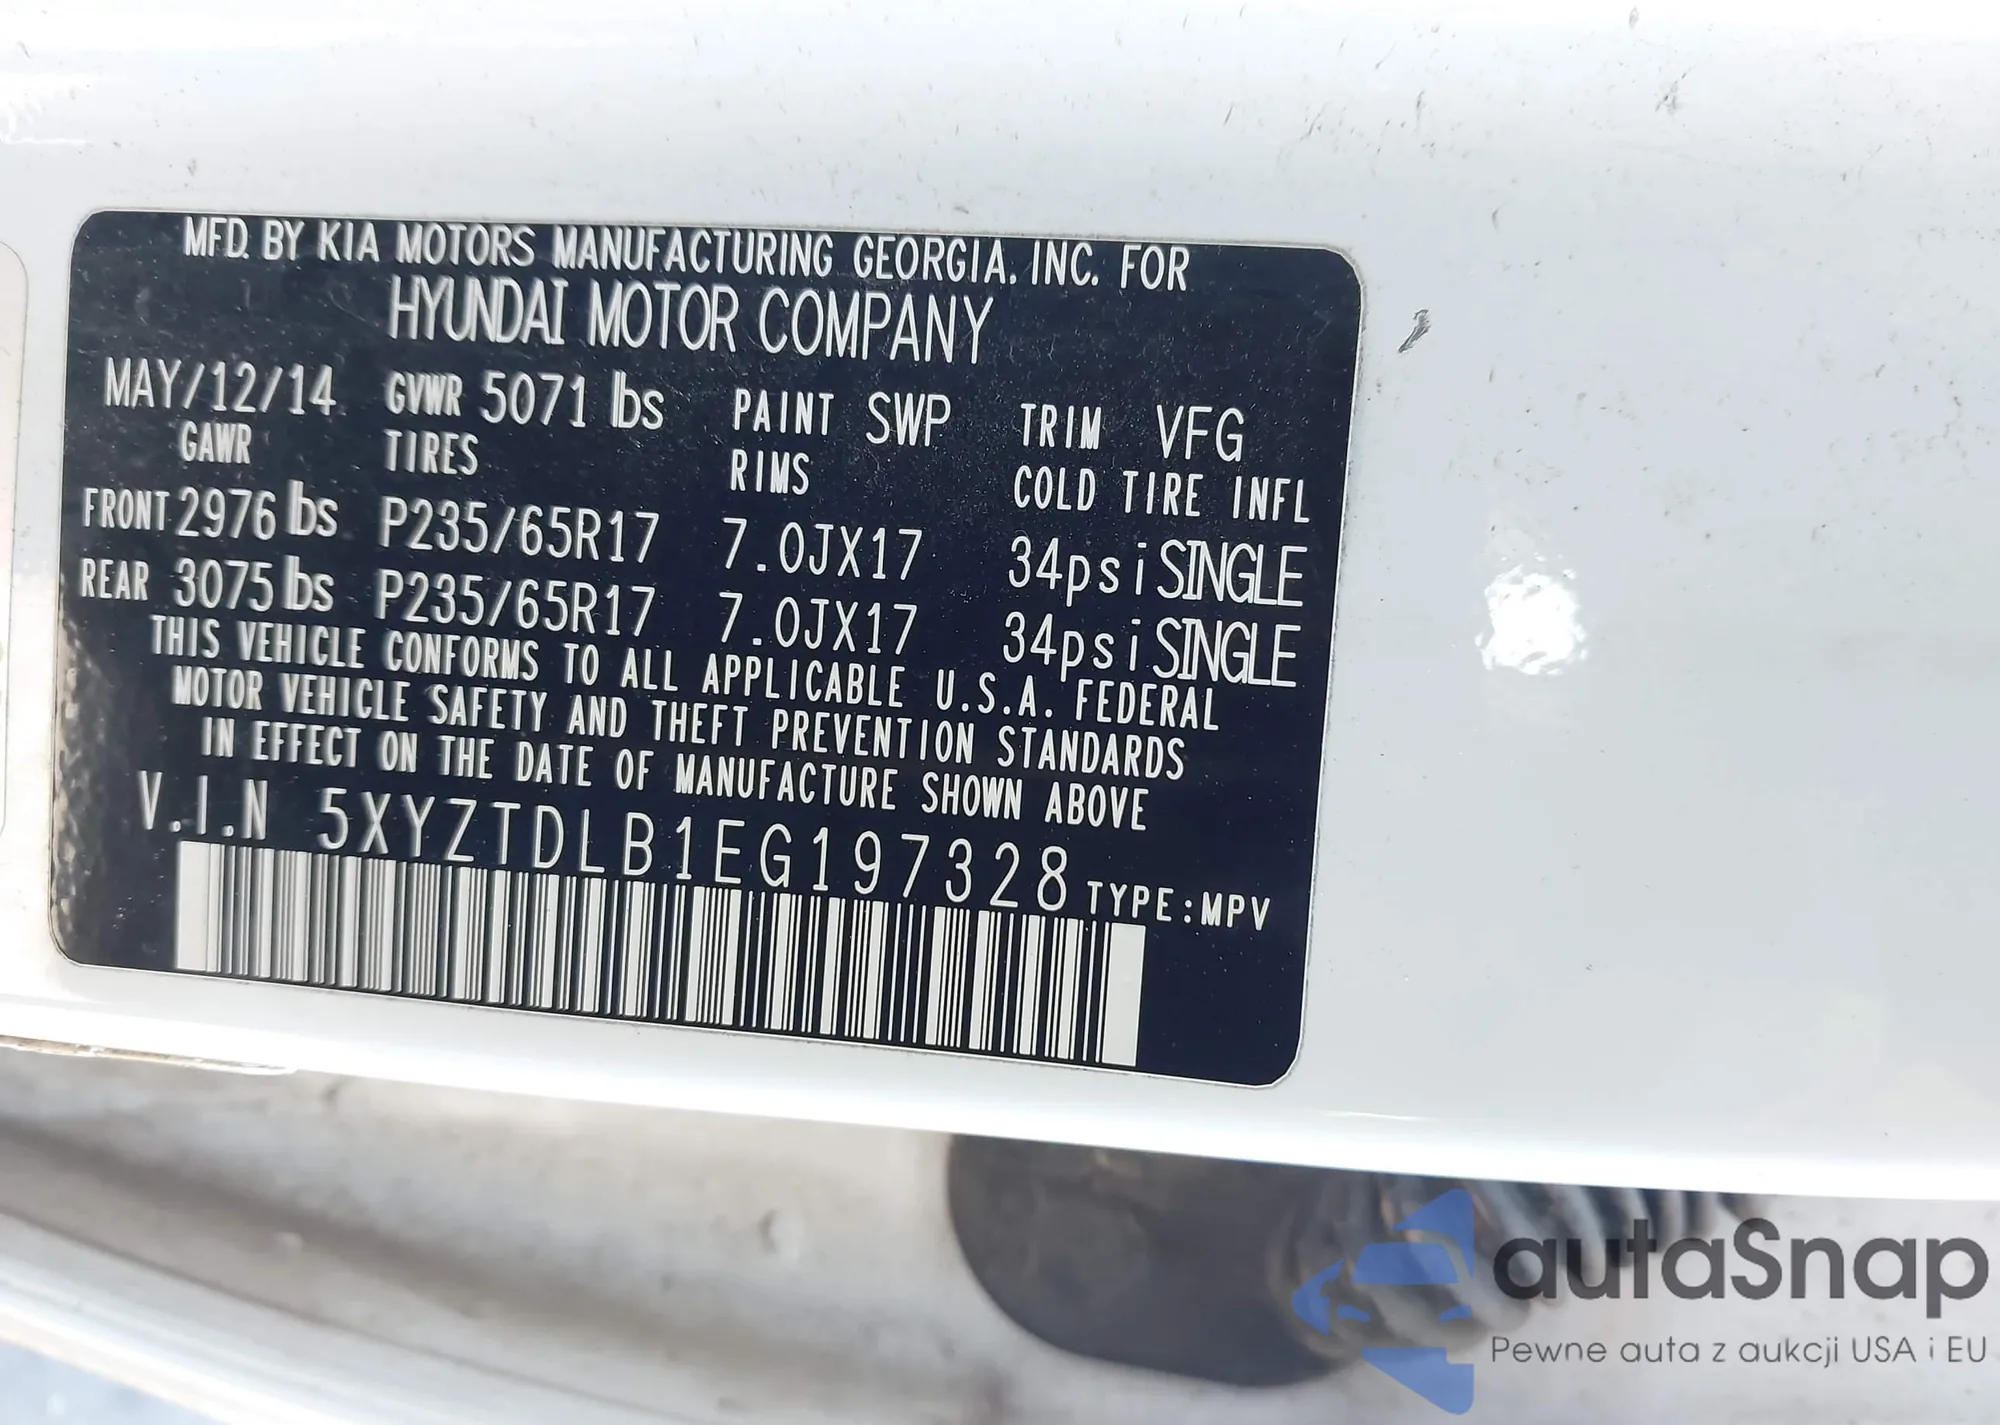 MFD. BY KIA MOTORS MANUFACTURING GEORGIA, INC. FOR
HYUNDAI MOTOR COMPANY
MAY/12/14 GVWR 5071 lbs PAINT SWP TRIM VFG
GAWR TIRES RIMS COLD TIRE INFL
FRONT 2976 lbs P235/65R17 7.0JX17 34psi SINGLE
REAR 3075 lbs P235/65R17 7.0JX17 34psi SINGLE
THIS VEHICLE CONFORMS TO ALL APPLICABLE U.S.A. FEDERAL
MOTOR VEHICLE SAFETY AND THEFT PREVENTION STANDARDS
IN EFFECT ON THE DATE OF MANUFACTURE SHOWN ABOVE
V.I.N 5XYZTDLB1EG197328 TYPE:MPV
autaSnap
Pewne auta z aukcji USA i EU